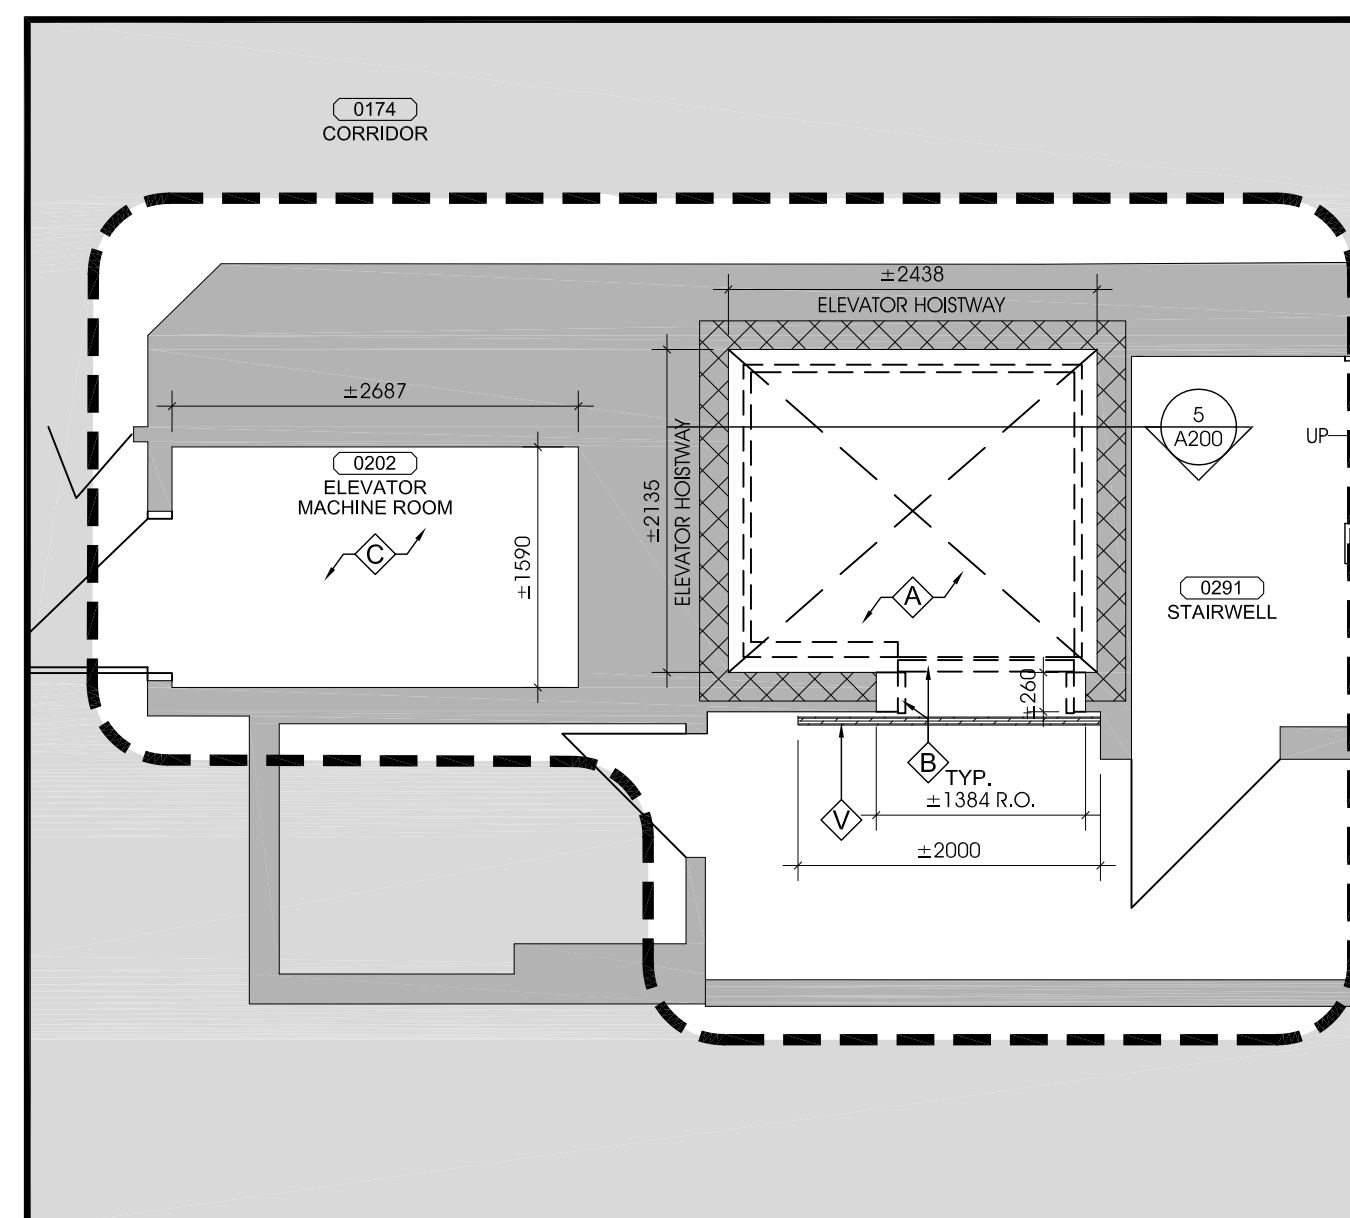 0174
CORRIDOR
±2438
ELEVATOR HOISTWAY
±2687
5
A200
UP
0202
ELEVATOR
MACHINE ROOM
C
±1590
±2135
ELEVATOR HOISTWAY
A
0291
STAIRWELL
±260
B
TYP.
±1384 R.O.
V
±2000